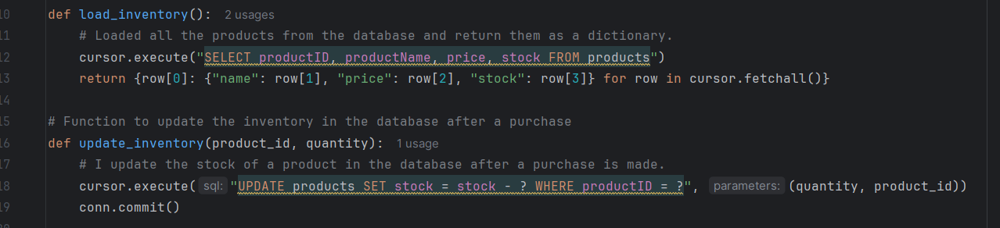 10 def load_inventory(): 2 usages
11 # Loaded all the products from the database and return them as a dictionary.
12 cursor.execute("SELECT productID, productName, price, stock FROM products")
13 return {row[0]: {"name": row[1], "price": row[2], "stock": row[3]} for row in cursor.fetchall()}
14
15 # Function to update the inventory in the database after a purchase
16 def update_inventory(product_id, quantity): 1 usage
17 # I update the stock of a product in the database after a purchase is made.
18 cursor.execute( sql: "UPDATE products SET stock = stock - ? WHERE productID = ?", parameters: (quantity, product_id))
19 conn.commit()